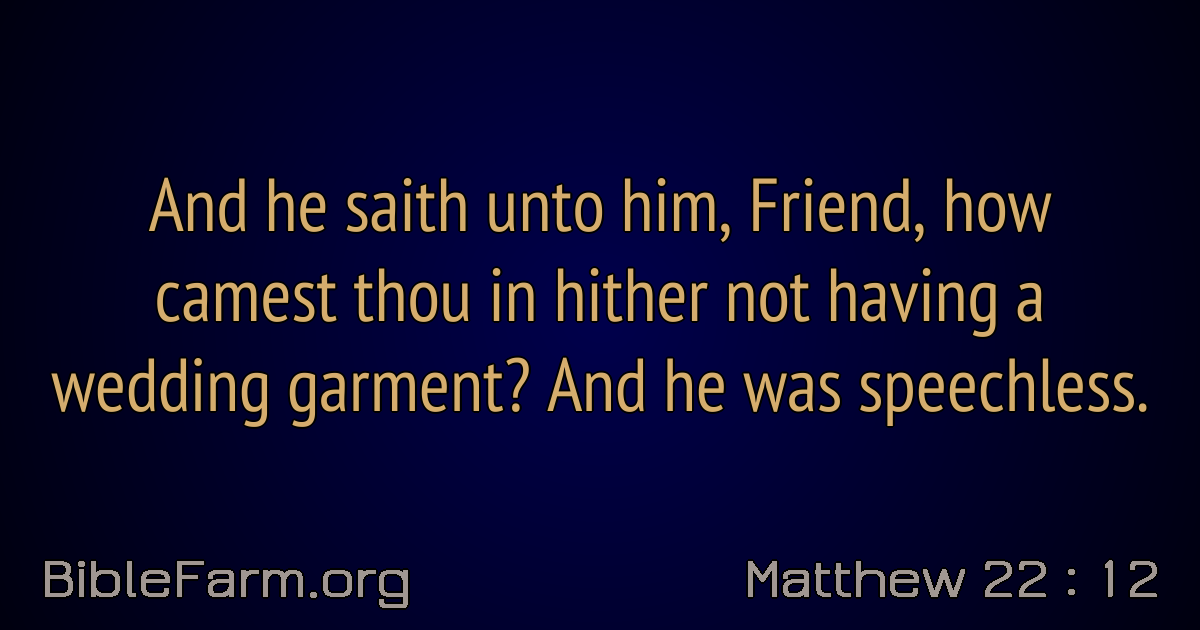 And he saith unto him, Friend, how
camest thou in hither not having a
wedding garment? And he was speechless.
BibleFarm.org
Matthew 22 : 12